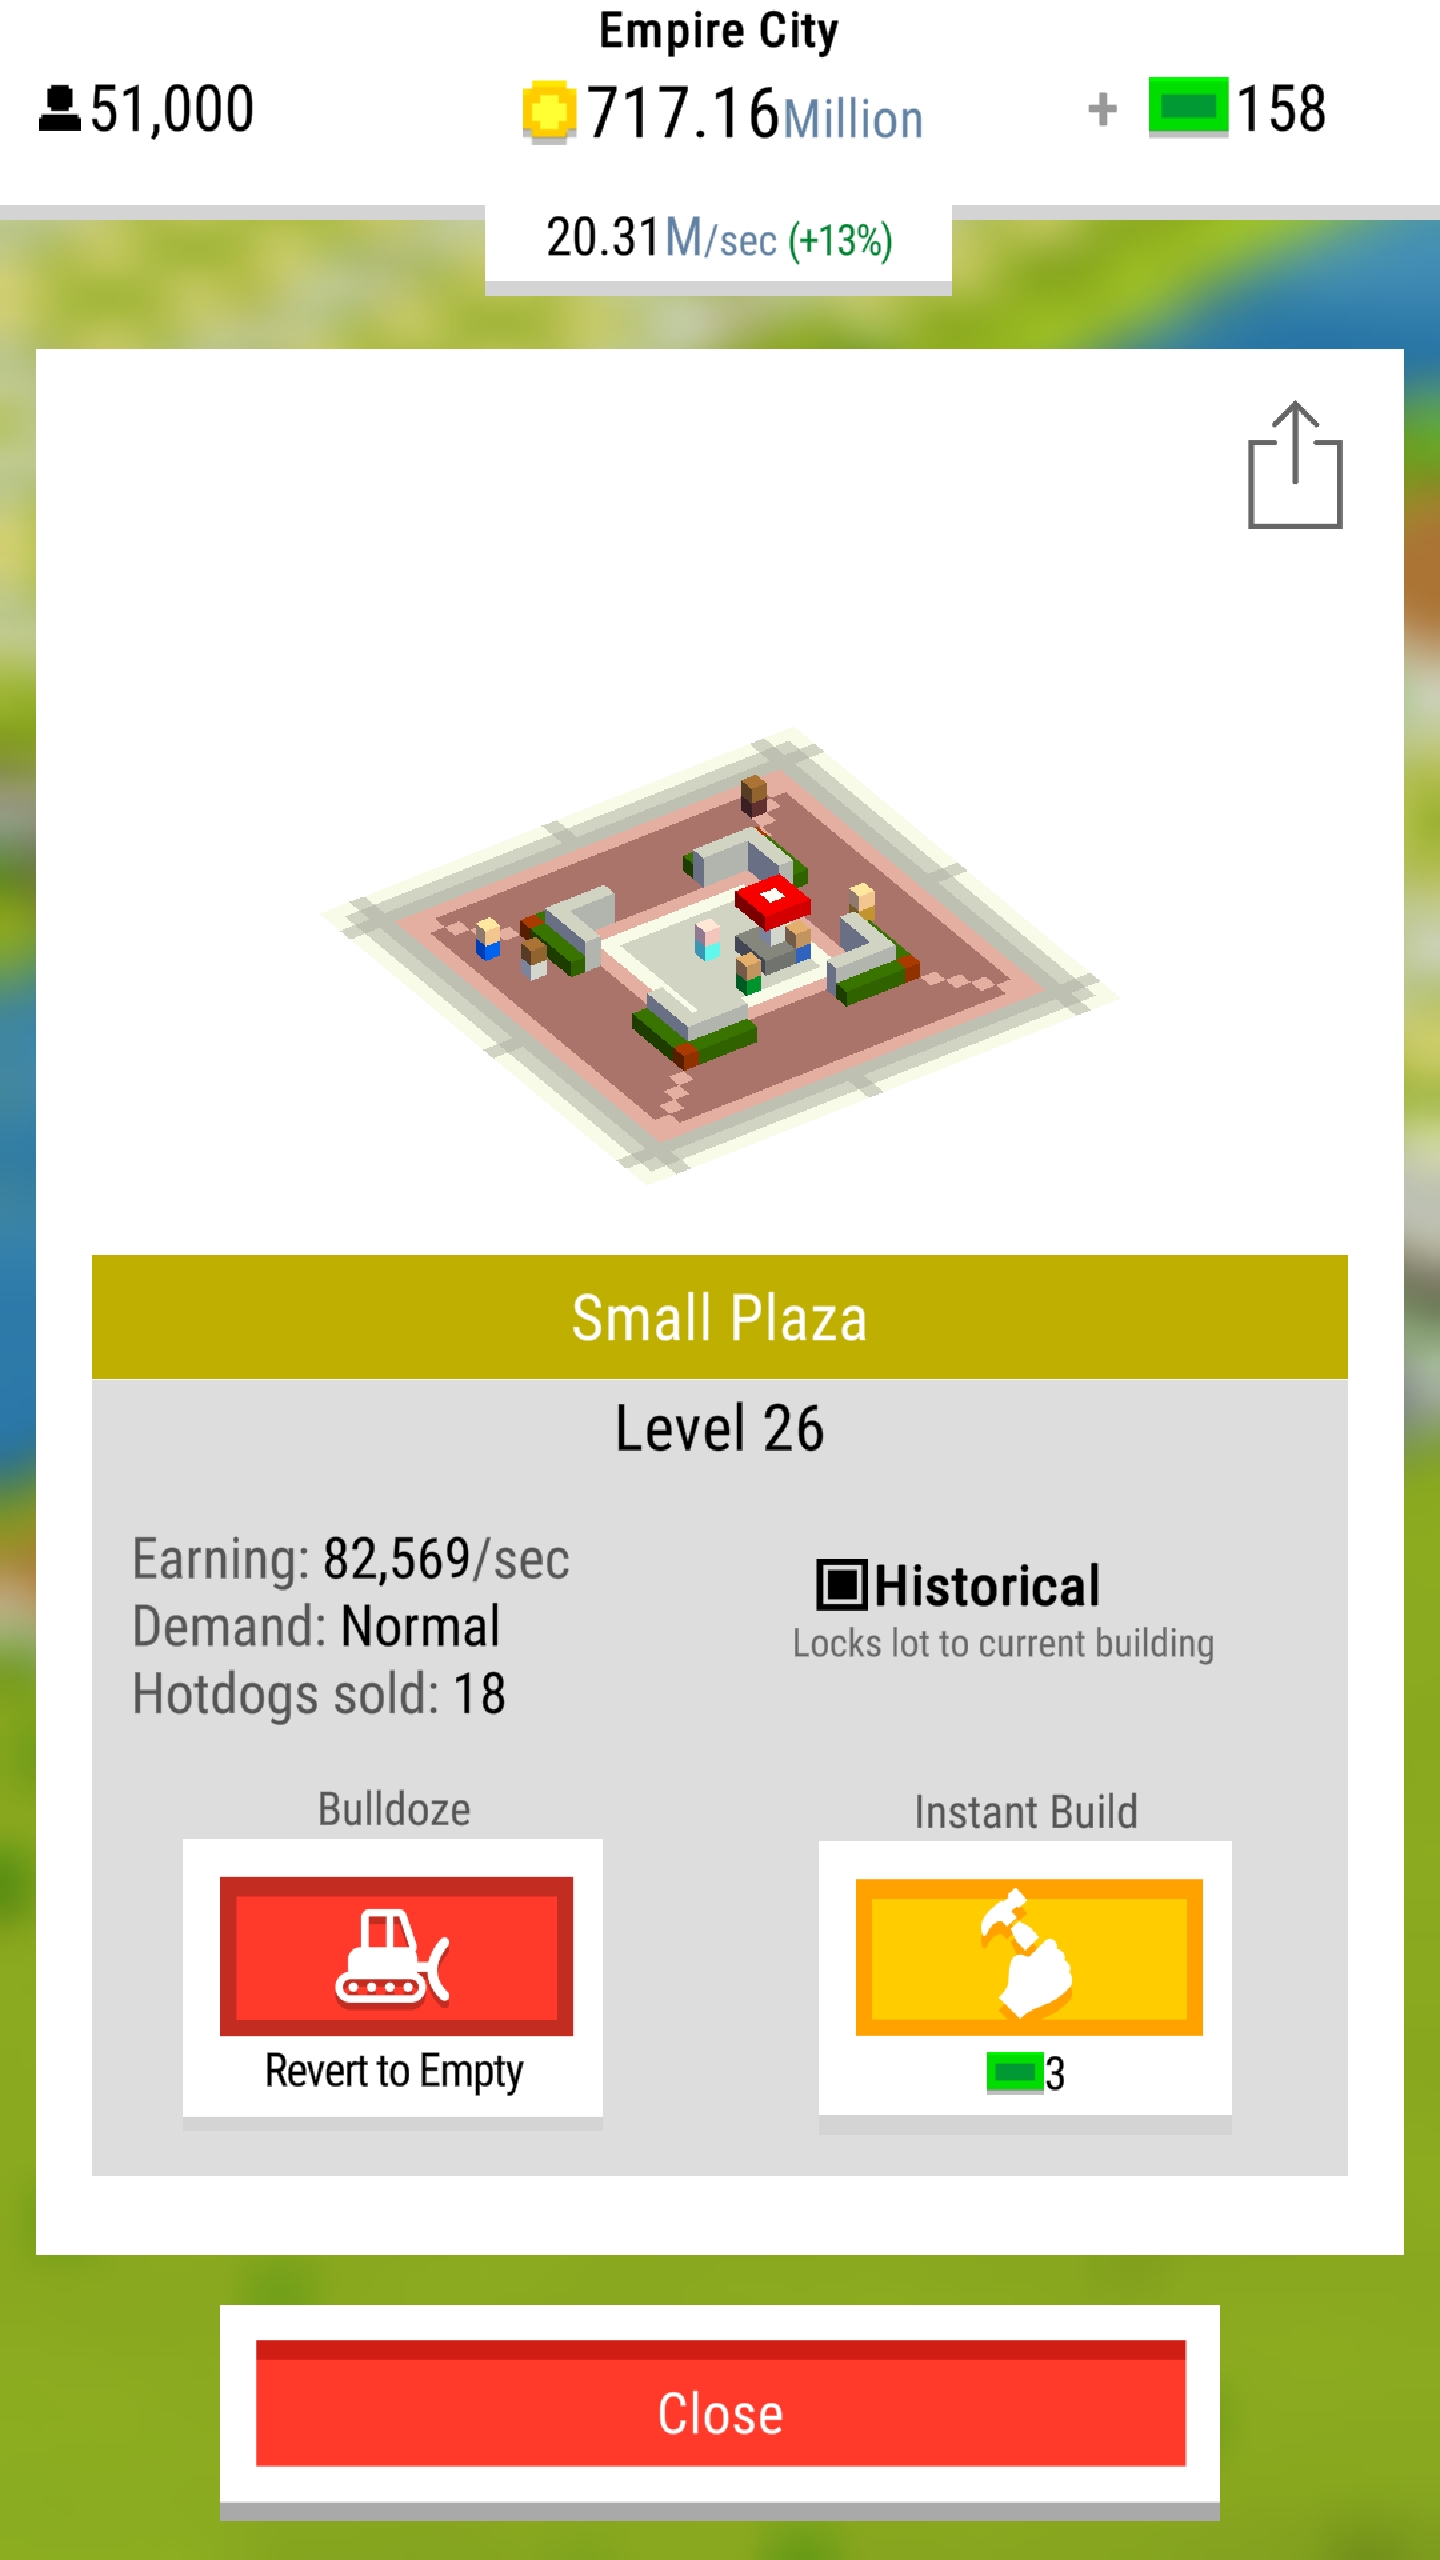 Empire City
51,000
717.16Million
+ 158
20.31M/sec (+13%)
Small Plaza
Level 26
Earning: 82,569/sec
Demand: Normal
Hotdogs sold: 18
Historical
Locks lot to current building
Bulldoze
Revert to Empty
Instant Build
3
Close